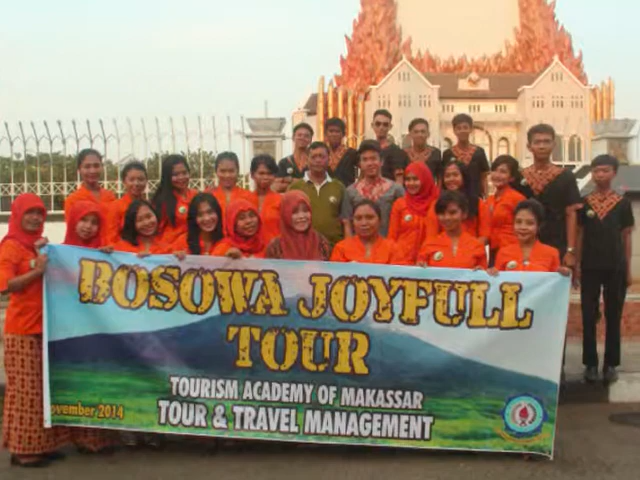 BOSOWA JOYFULL
TOUR
TOURISM ACADEMY OF MAKASSAR
TOUR & TRAVEL MANAGEMENT
ovember 2014